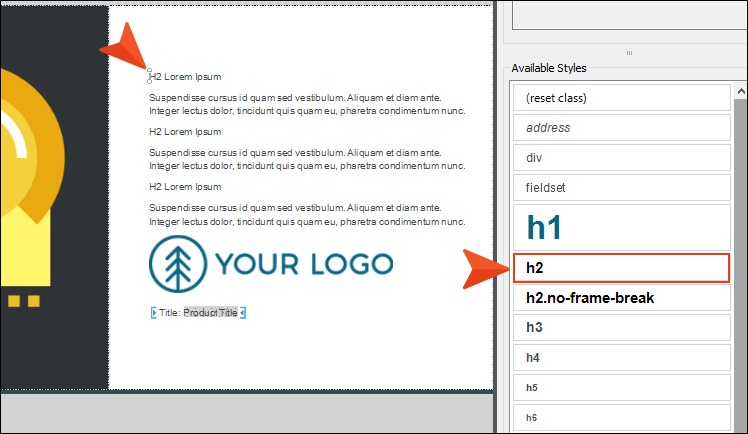 H2 Lorem Ipsum
Suspendisse cursus id quam sed vestibulum. Aliquam et diam ante.
Integer lectus dolor, tincidunt quis quam eu, pharetra condimentum nunc.
H2 Lorem Ipsum
Suspendisse cursus id quam sed vestibulum. Aliquam et diam ante.
Integer lectus dolor, tincidunt quis quam eu, pharetra condimentum nunc.
H2 Lorem Ipsum
Suspendisse cursus id quam sed vestibulum. Aliquam et diam ante.
Integer lectus dolor, tincidunt quis quam eu, pharetra condimentum nunc.
YOUR LOGO
Title: Product Title
Available Styles
(reset class)
address
div
fieldset
h1
h2
h2.no-frame-break
h3
h4
h5
h6